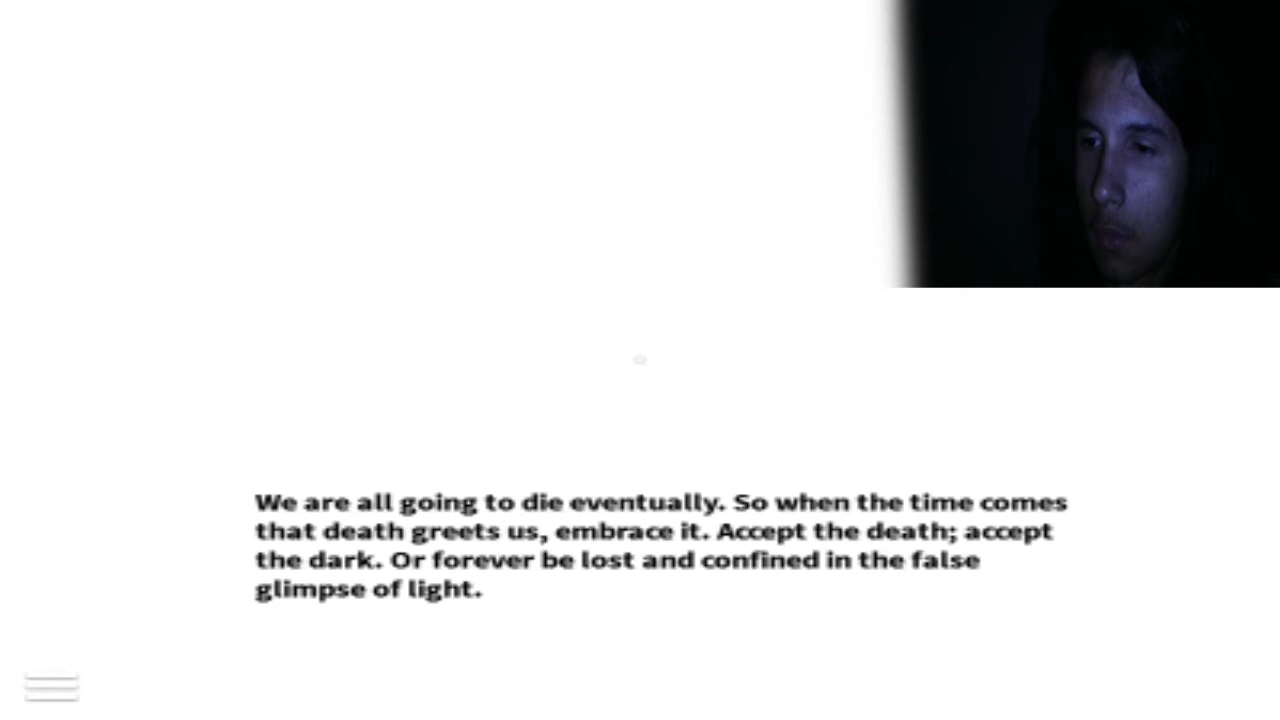 We are all going to die eventually. So when the time comes
that death greets us, embrace it. Accept the death; accept
the dark. Or forever be lost and confined in the false
glimpse of light.